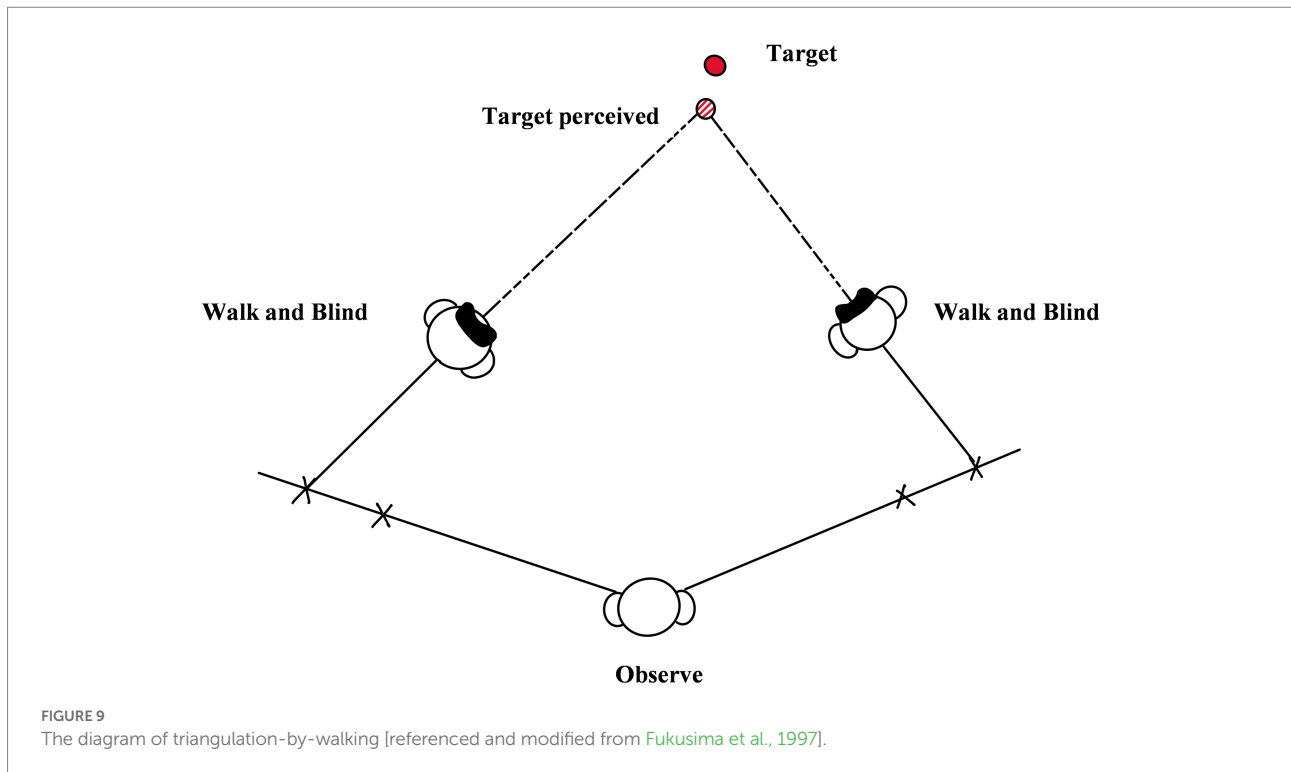 Target
Target perceived
Walk and Blind
Walk and Blind
Observe
FIGURE 9
The diagram of triangulation-by-walking [referenced and modified from Fukusima et al., 1997].